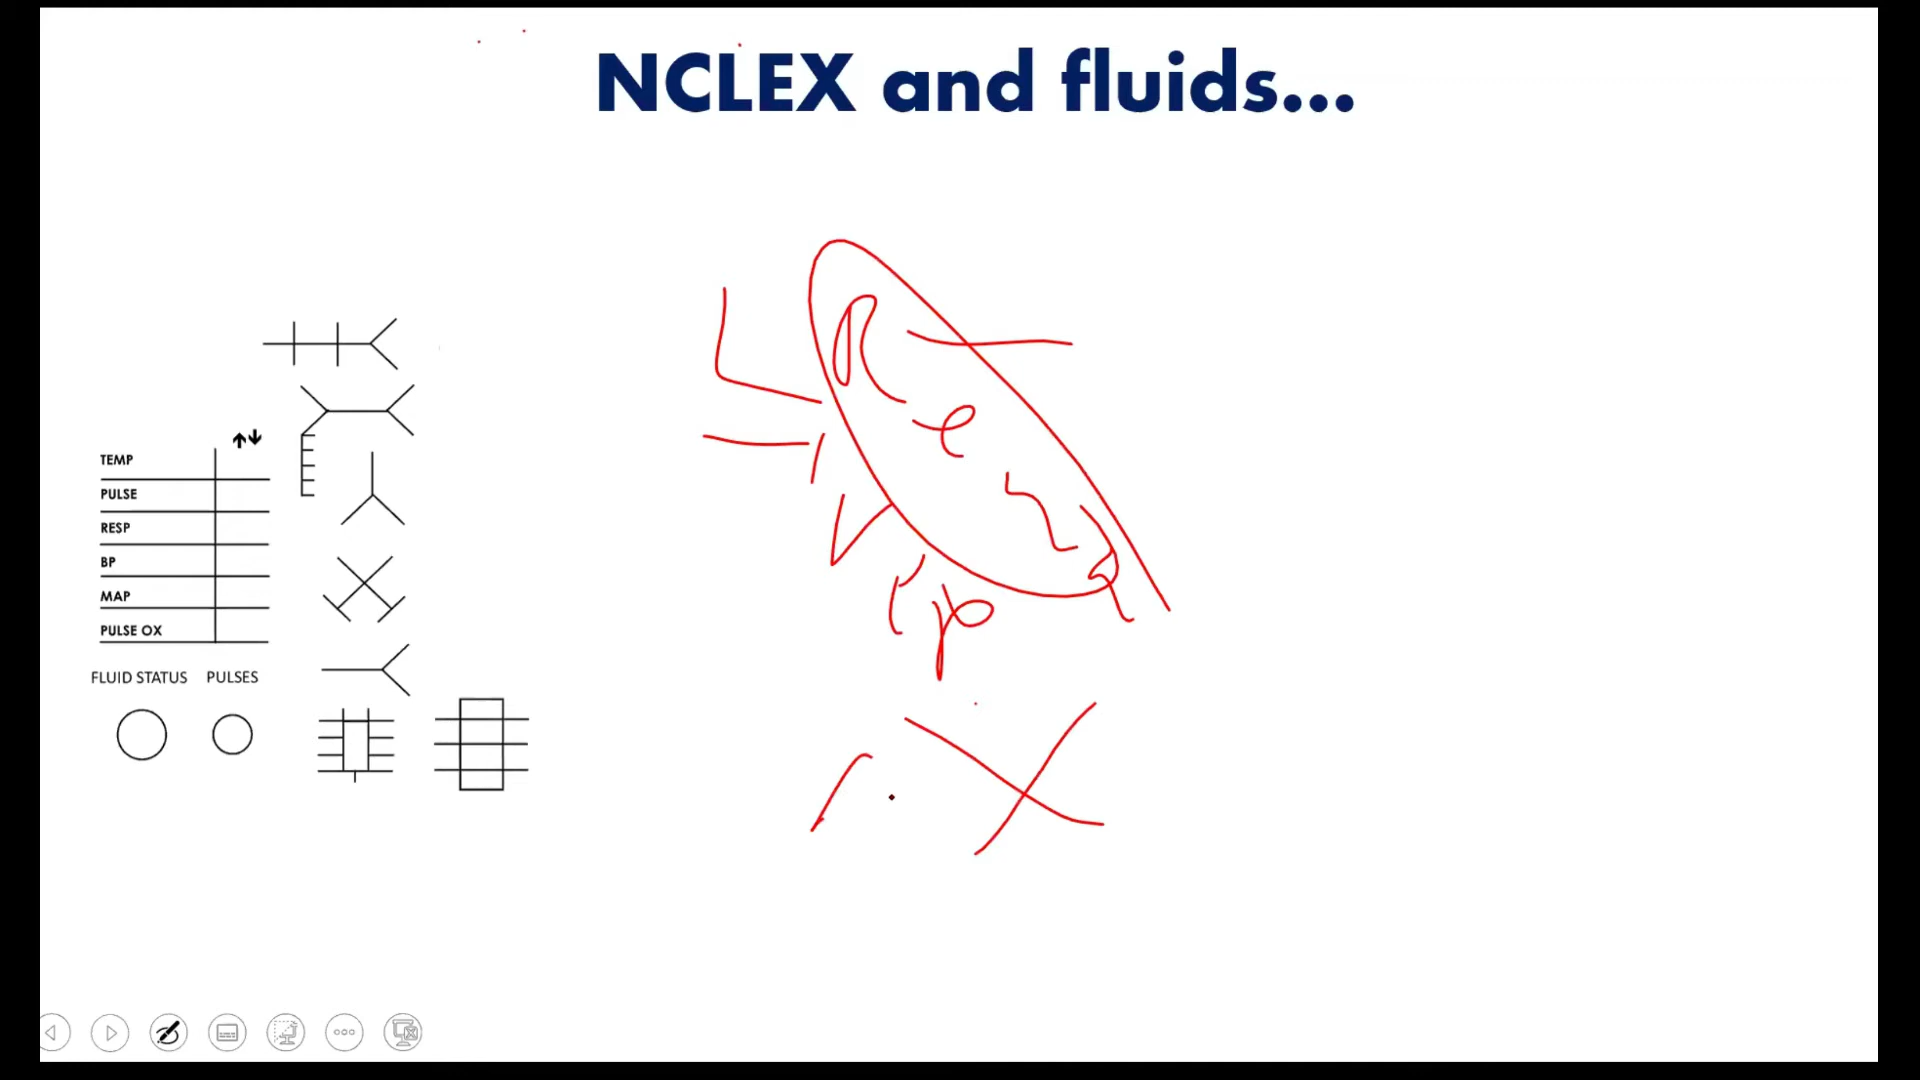 NCLEX and fluids...
TEMP
PULSE
RESP
BP
MAP
PULSE OX
FLUID STATUS PULSES